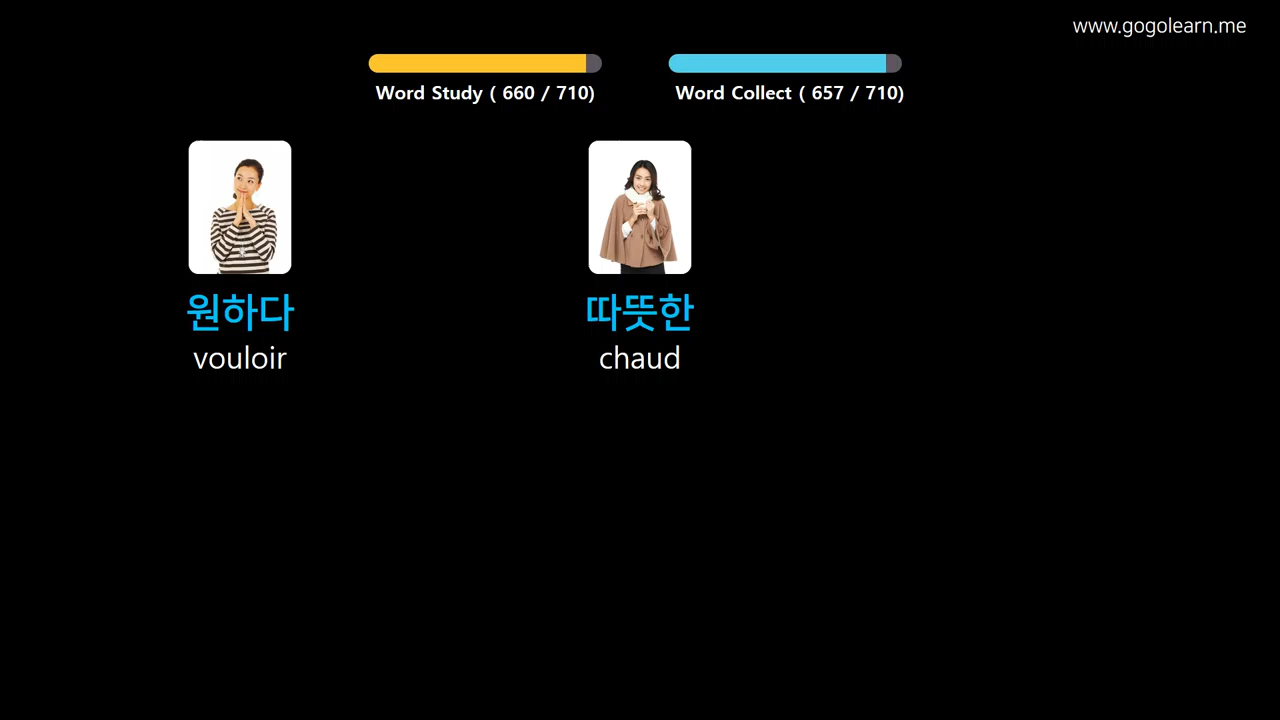 www.gogolearn.me
Word Study ( 660 / 710)
Word Collect ( 657 / 710)
원하다
vouloir
따뜻한
chaud